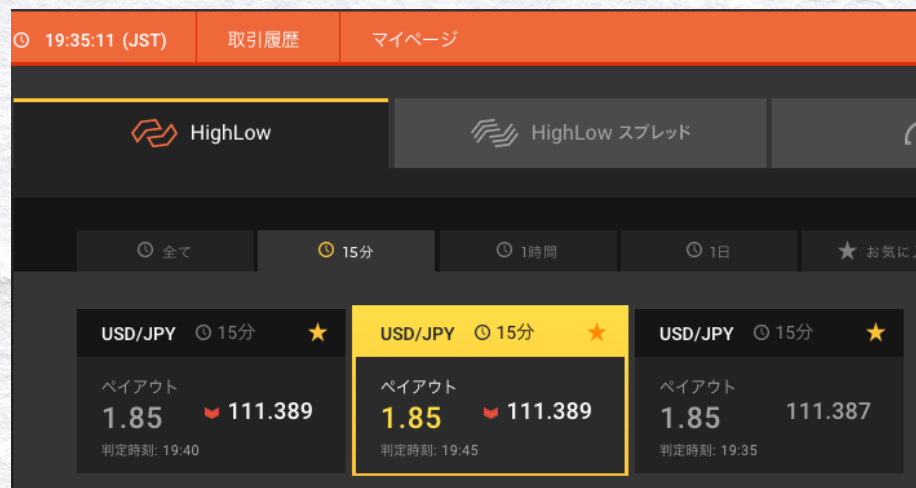 19:35:11 (JST) 取引履歴 マイページ
HighLow HighLow スプレッド
全て 15分 1時間 1日 お気に
USD/JPY 15分
ペイアウト
1.85 111.389
判定時刻: 19:40
USD/JPY 15分
ペイアウト
1.85 111.389
判定時刻: 19:45
USD/JPY 15分
ペイアウト
1.85 111.387
判定時刻: 19:35